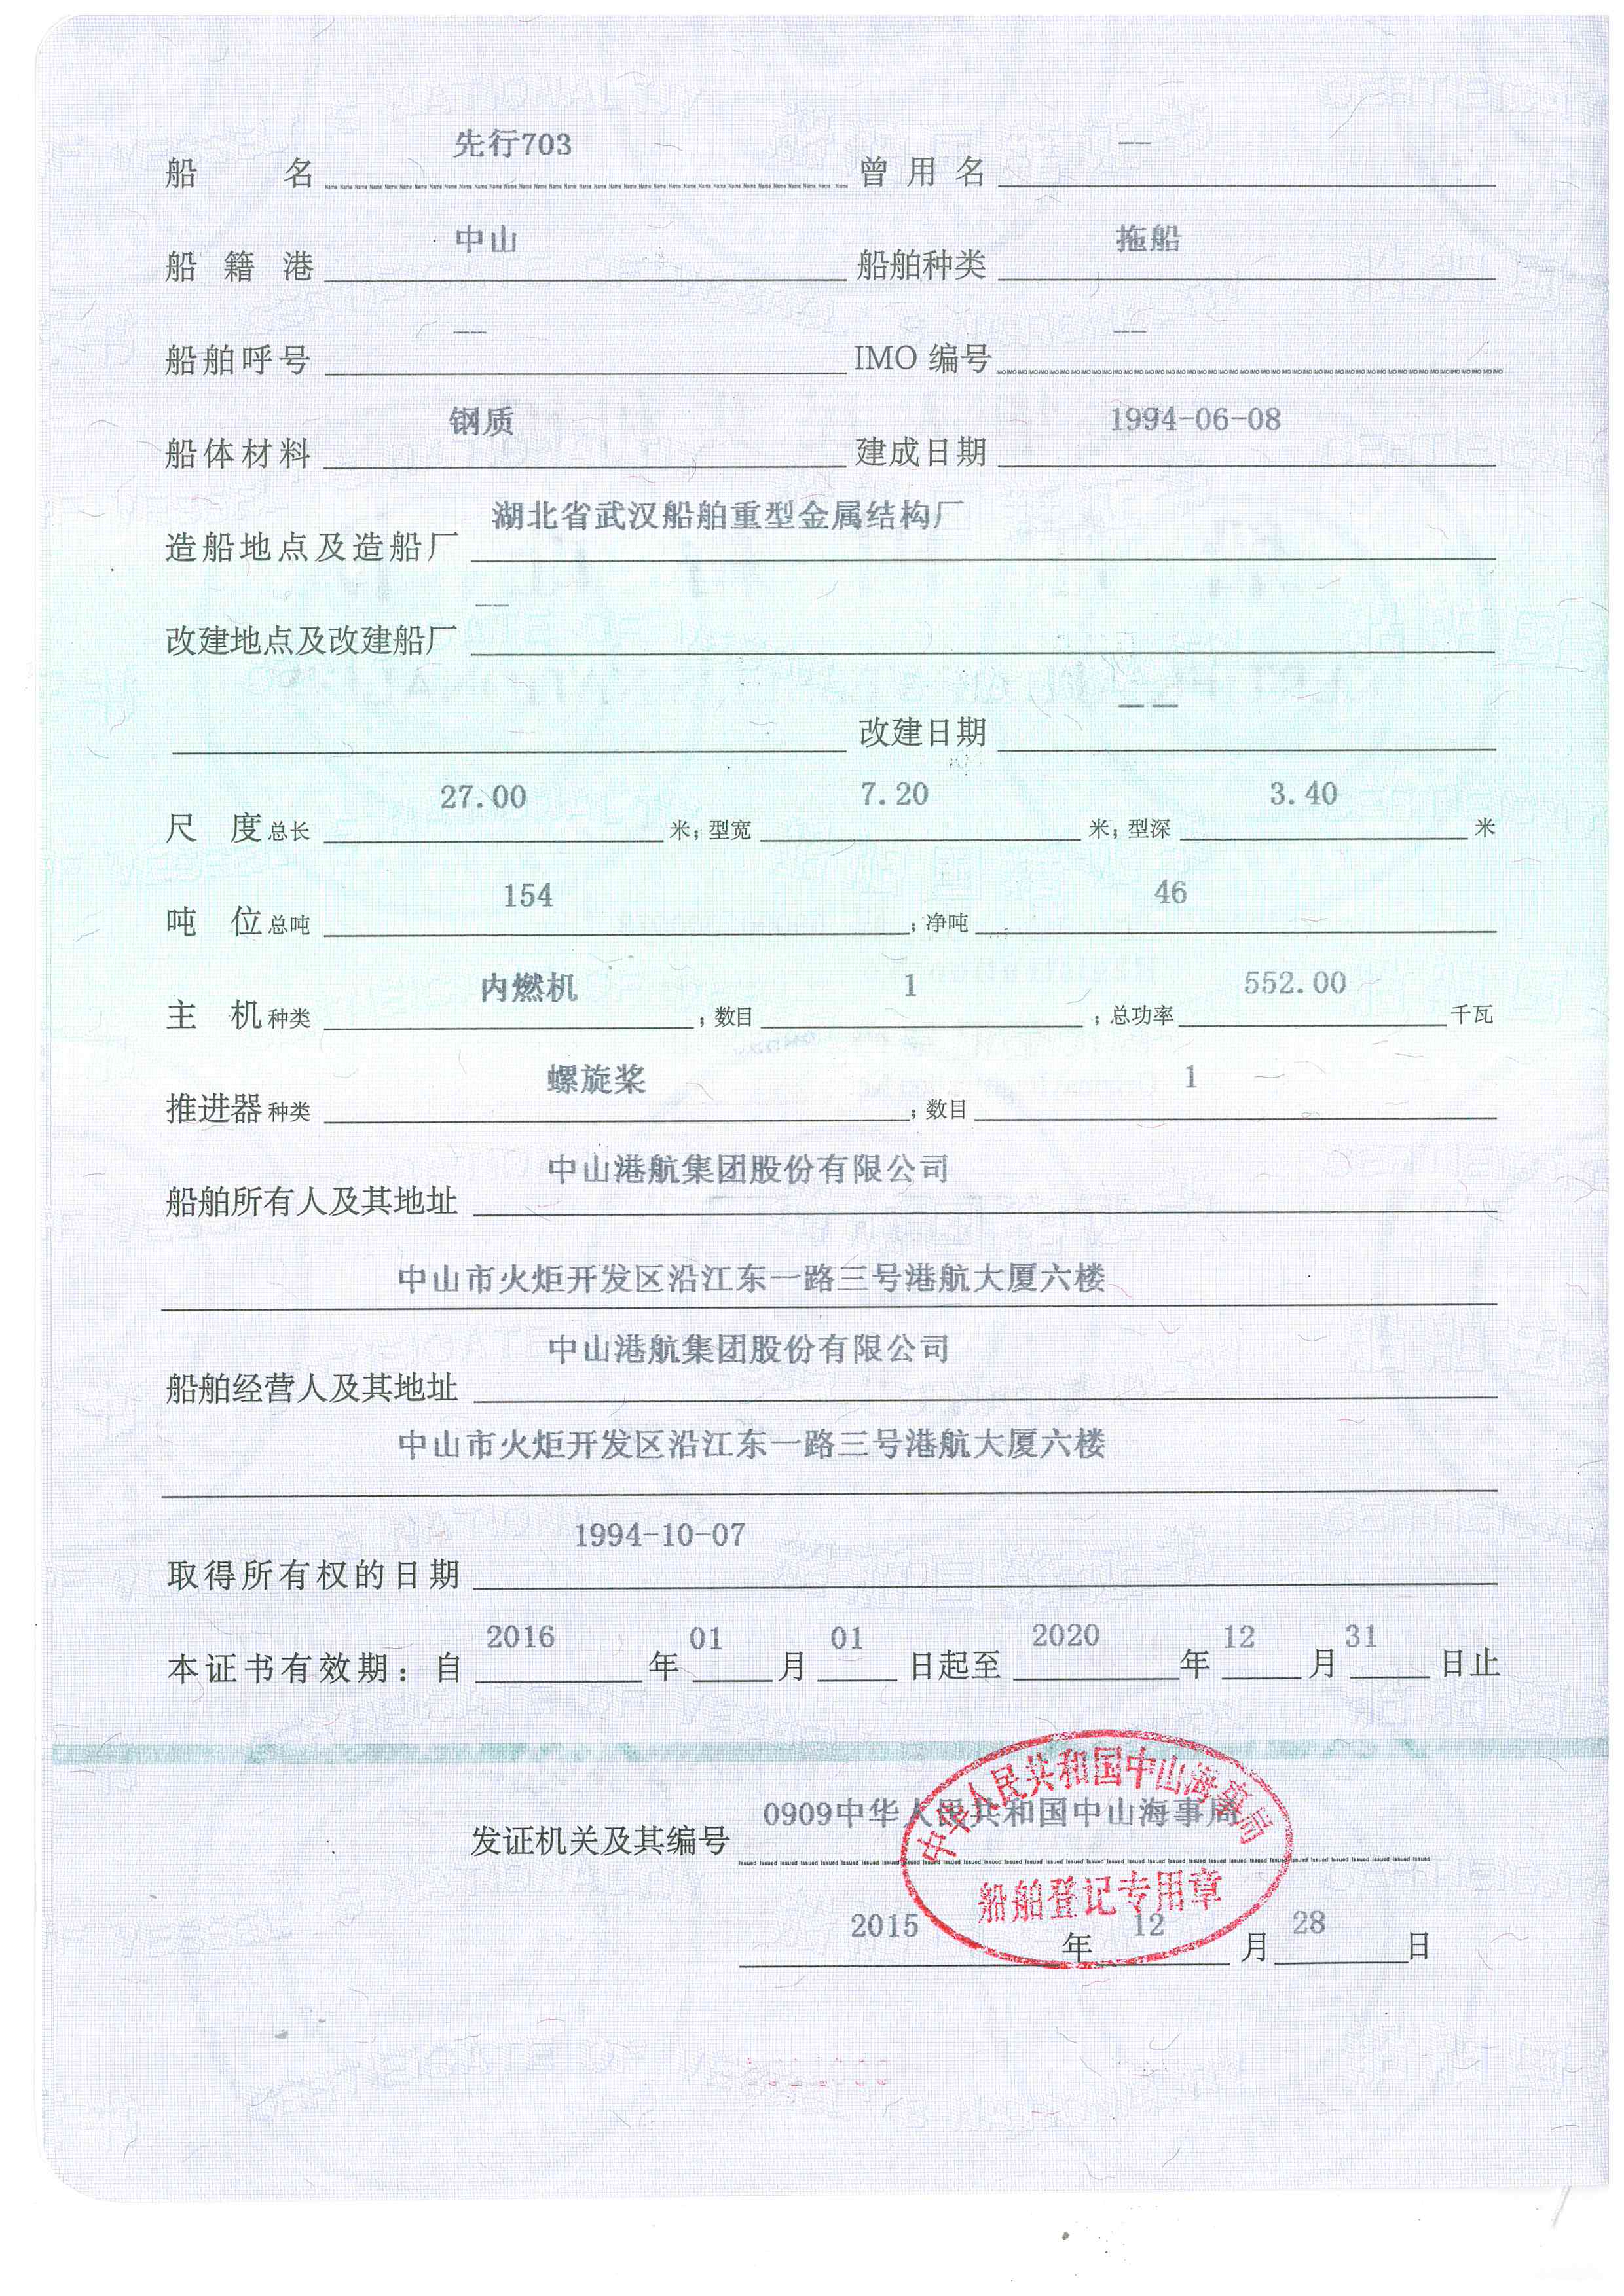 船名 先行703 曾用名 ——
船籍港 中山 船舶种类 拖船
船舶呼号 —— IMO 编号 ——
船体材料 钢质 建成日期 1994-06-08
造船地点及造船厂 湖北省武汉船舶重型金属结构厂
改建地点及改建船厂 ——
改建日期 — —
尺度 总长 27.00 米; 型宽 7.20 米; 型深 3.40 米
吨位 总吨 154 ; 净吨 46
主机 种类 内燃机 ; 数目 1 ; 总功率 552.00 千瓦
推进器 种类 螺旋桨 ; 数目 1
船舶所有人及其地址 中山港航集团股份有限公司
中山市火炬开发区沿江东一路三号港航大厦六楼
船舶经营人及其地址 中山港航集团股份有限公司
中山市火炬开发区沿江东一路三号港航大厦六楼
取得所有权的日期 1994-10-07
本证书有效期: 自 2016 年 01 月 01 日起至 2020 年 12 月 31 日止
中华人民共和国中山海事局
发证机关及其编号 0909中华人民共和国中山海事局
船舶登记专用章
2015 年 12 月 28 日